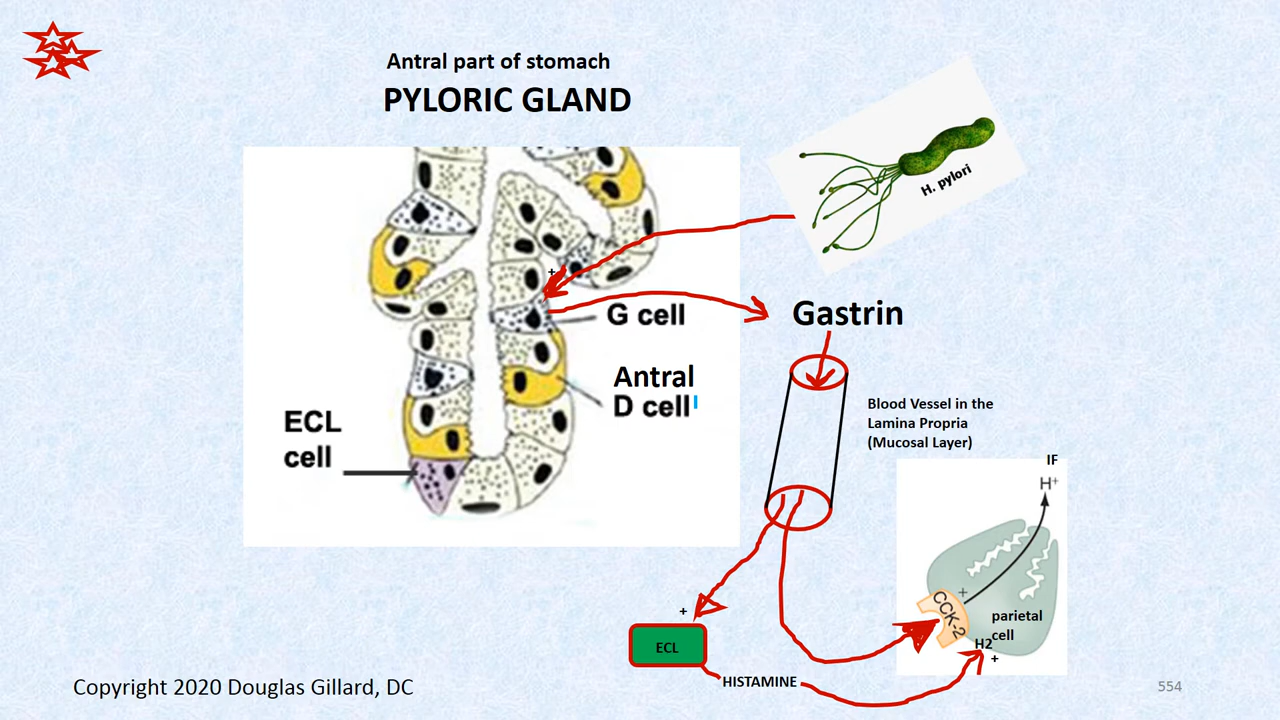 Antral part of stomach
PYLORIC GLAND
H. pylori
+
G cell
Gastrin
Antral
D cell
ECL
cell
Blood Vessel in the
Lamina Propria
(Mucosal Layer)
IF
H⁺
+
CCK-2
parietal
cell
H2
+
+
ECL
HISTAMINE
Copyright 2020 Douglas Gillard, DC
554